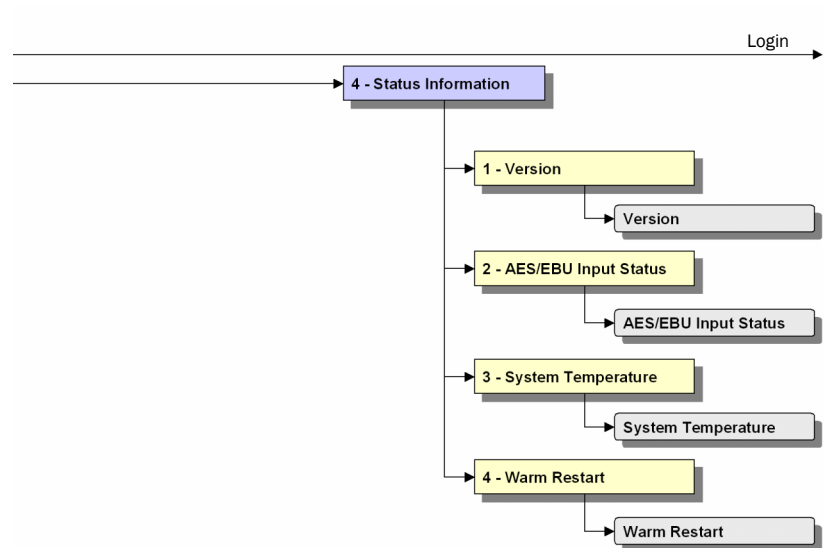 Login
4 - Status Information
1 - Version
Version
2 - AES/EBU Input Status
AES/EBU Input Status
3 - System Temperature
System Temperature
4 - Warm Restart
Warm Restart